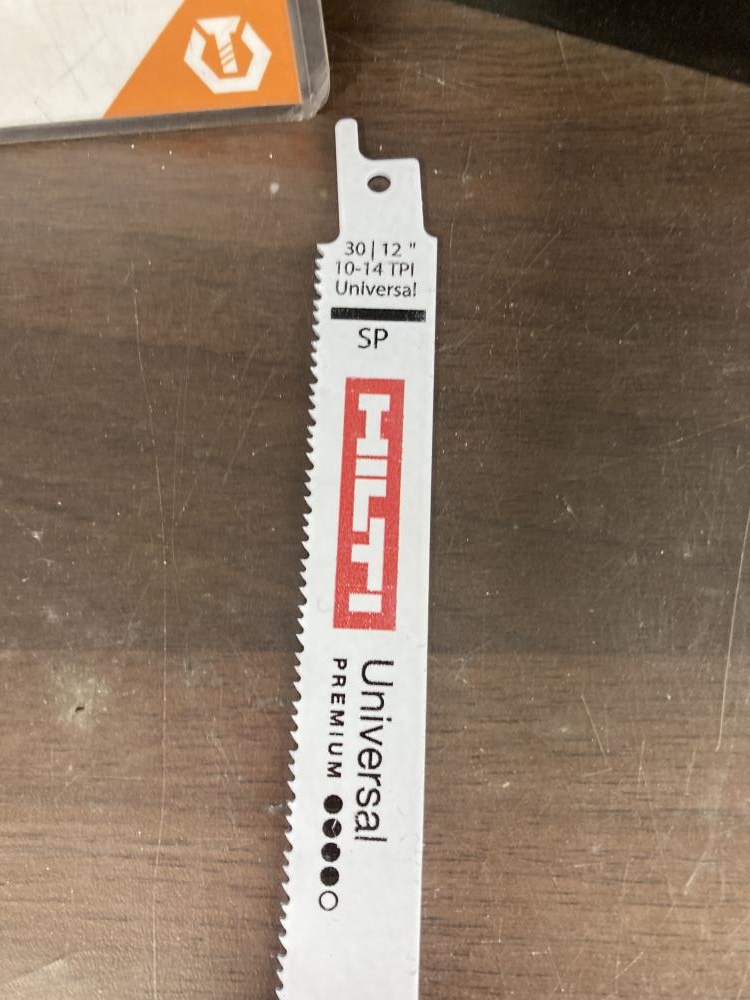 30 | 12 "
10-14 TPI
Universal
SP
HILTI
Universal
PREMIUM